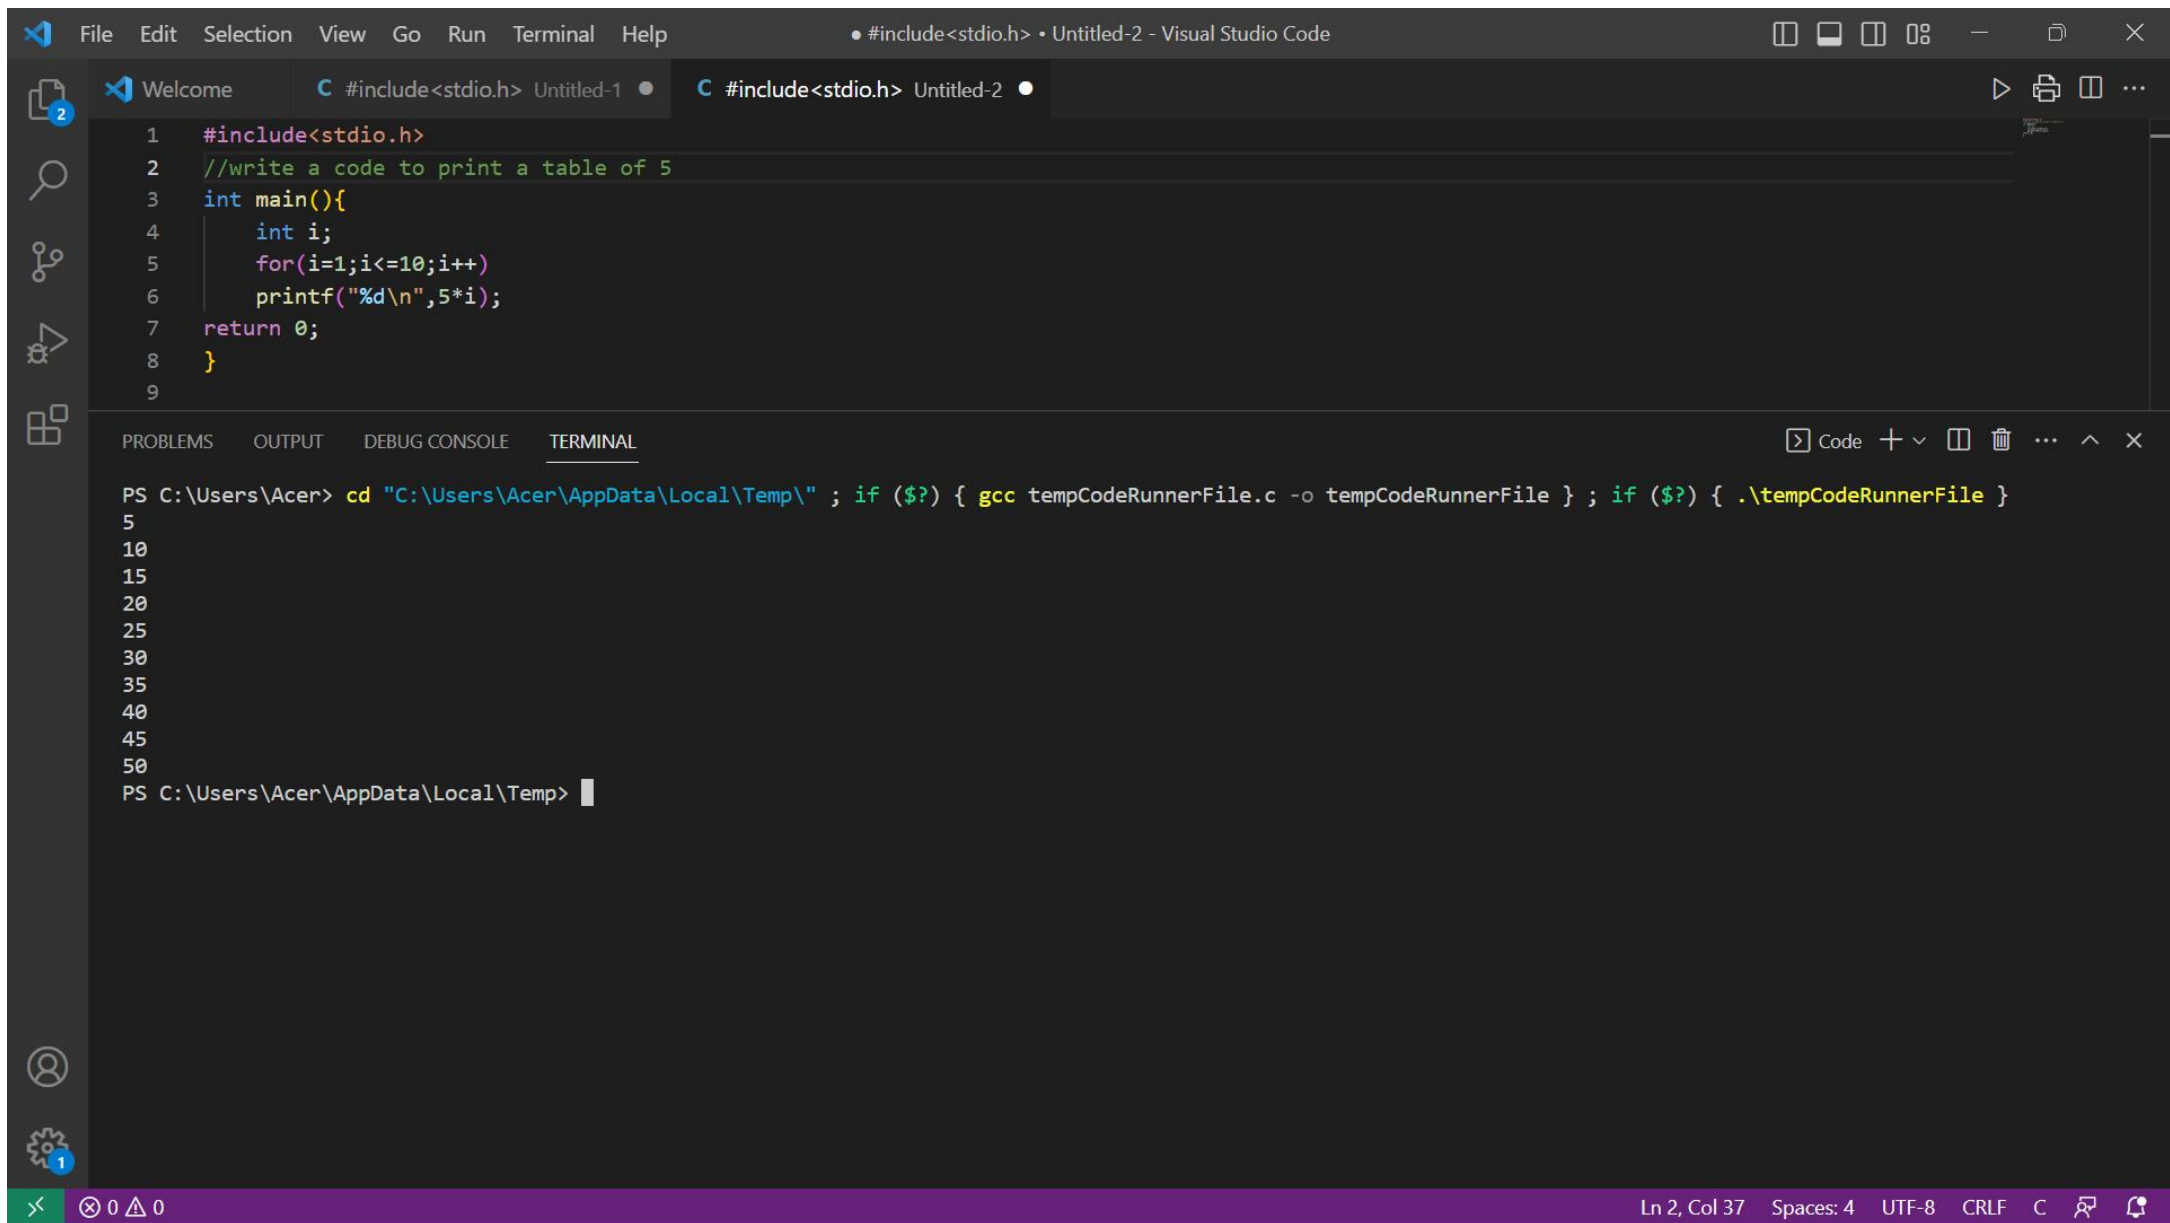 File Edit Selection View Go Run Terminal Help ● #include<stdio.h> • Untitled-2 - Visual Studio Code
Welcome C #include<stdio.h> Untitled-1 ● C #include<stdio.h> Untitled-2 ●
2
1 #include<stdio.h>
2 //write a code to print a table of 5
3 int main(){
4 int i;
5 for(i=1;i<=10;i++)
6 printf("%d\n",5*i);
7 return 0;
8 }
9
PROBLEMS OUTPUT DEBUG CONSOLE TERMINAL Code
PS C:\Users\Acer> cd "C:\Users\Acer\AppData\Local\Temp\" ; if ($?) { gcc tempCodeRunnerFile.c -o tempCodeRunnerFile } ; if ($?) { .\tempCodeRunnerFile }
5
10
15
20
25
30
35
40
45
50
PS C:\Users\Acer\AppData\Local\Temp>
1
0 0 Ln 2, Col 37 Spaces: 4 UTF-8 CRLF C